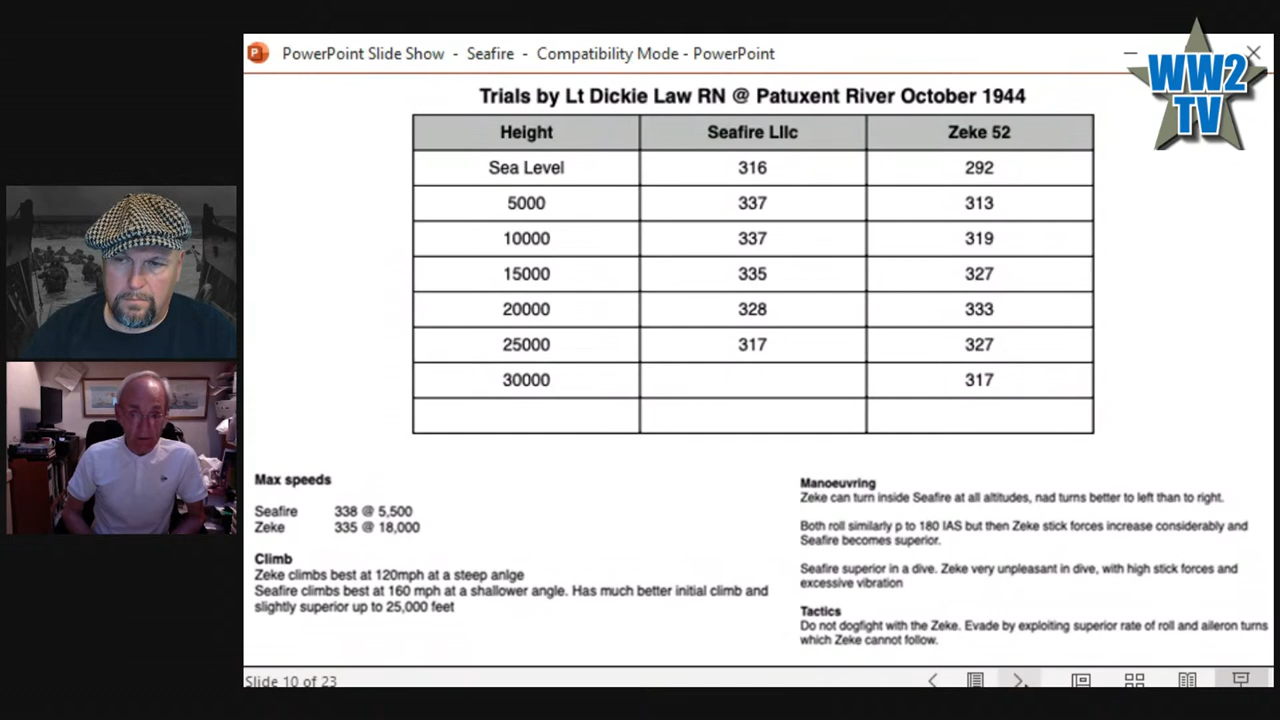 PowerPoint Slide Show - Seafire - Compatibility Mode - PowerPoint
WW2
TV
Trials by Lt Dickie Law RN @ Patuxent River October 1944
Height Seafire LIIc Zeke 52
Sea Level 316 292
5000 337 313
10000 337 319
15000 335 327
20000 328 333
25000 317 327
30000 317
Max speeds
Seafire 338 @ 5,500
Zeke 335 @ 18,000
Climb
Zeke climbs best at 120mph at a steep anlge
Seafire climbs best at 160 mph at a shallower angle. Has much better initial climb and
slightly superior up to 25,000 feet
Manoeuvring
Zeke can turn inside Seafire at all altitudes, nad turns better to left than to right.
Both roll similarly p to 180 IAS but then Zeke stick forces increase considerably and
Seafire becomes superior.
Seafire superior in a dive. Zeke very unpleasant in dive, with high stick forces and
excessive vibration
Tactics
Do not dogfight with the Zeke. Evade by exploiting superior rate of roll and aileron turns
which Zeke cannot follow.
Slide 10 of 23